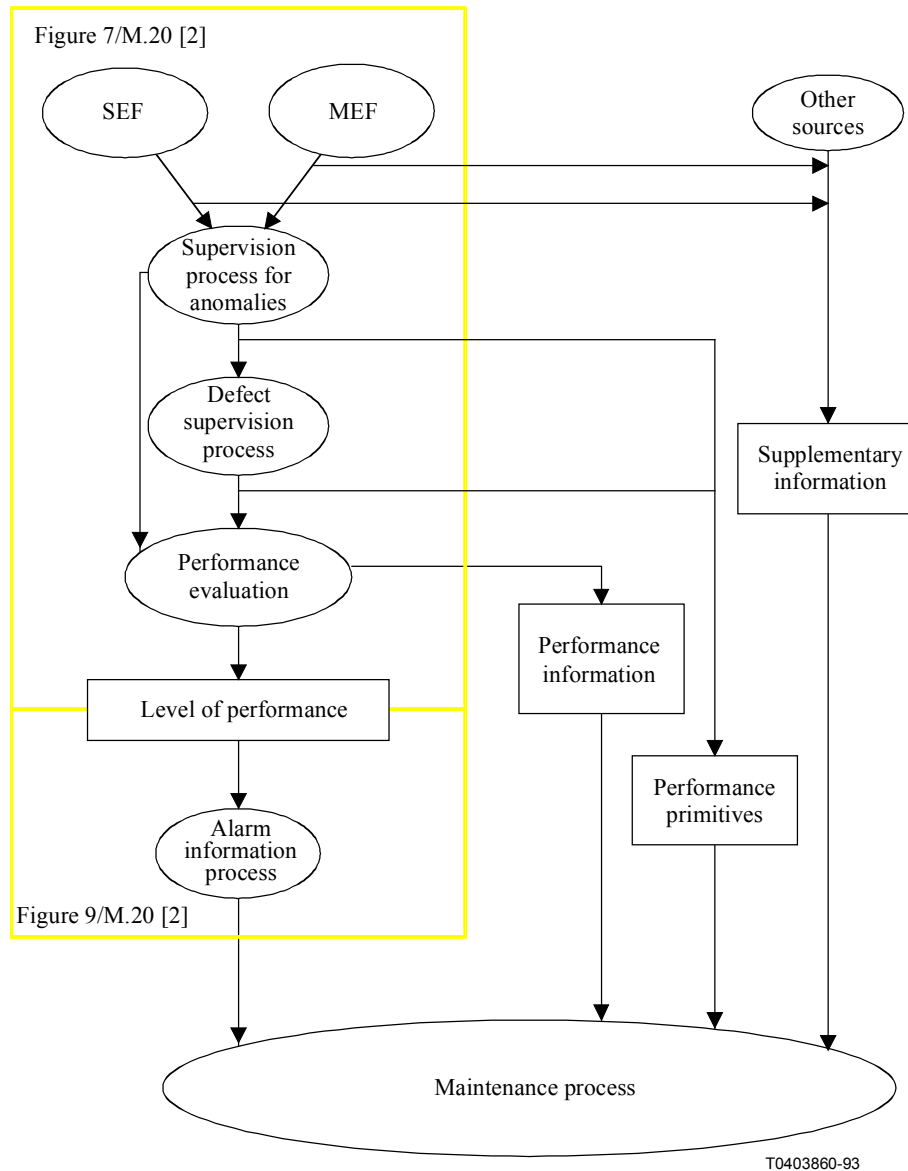 Figure 7/M.20 [2]
SEF
MEF
Other
sources
Supervision
process for
anomalies
Defect
supervision
process
Supplementary
information
Performance
evaluation
Performance
information
Level of performance
Performance
primitives
Alarm
information
process
Figure 9/M.20 [2]
Maintenance process
T0403860-93